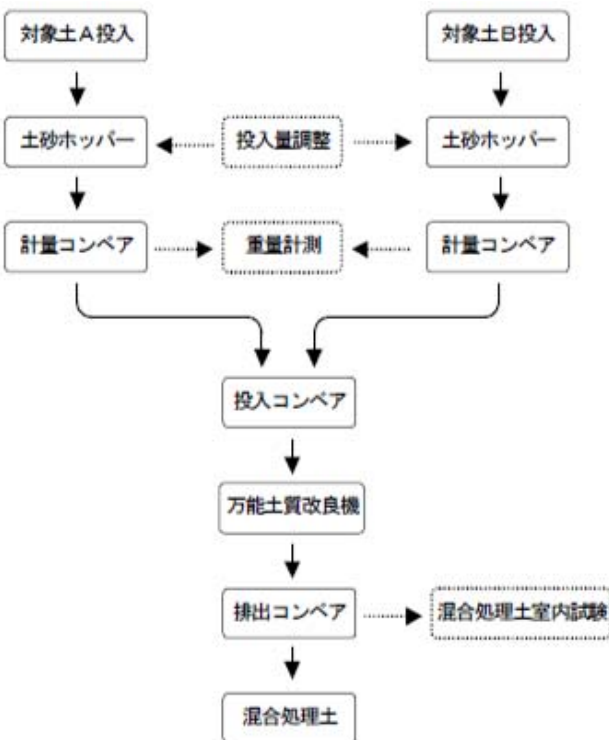 対象土A投入
対象土B投入
土砂ホッパー
投入量調整
土砂ホッパー
計量コンベア
重量計測
計量コンベア
投入コンベア
万能土質改良機
排出コンベア
混合処理土室内試験
混合処理土